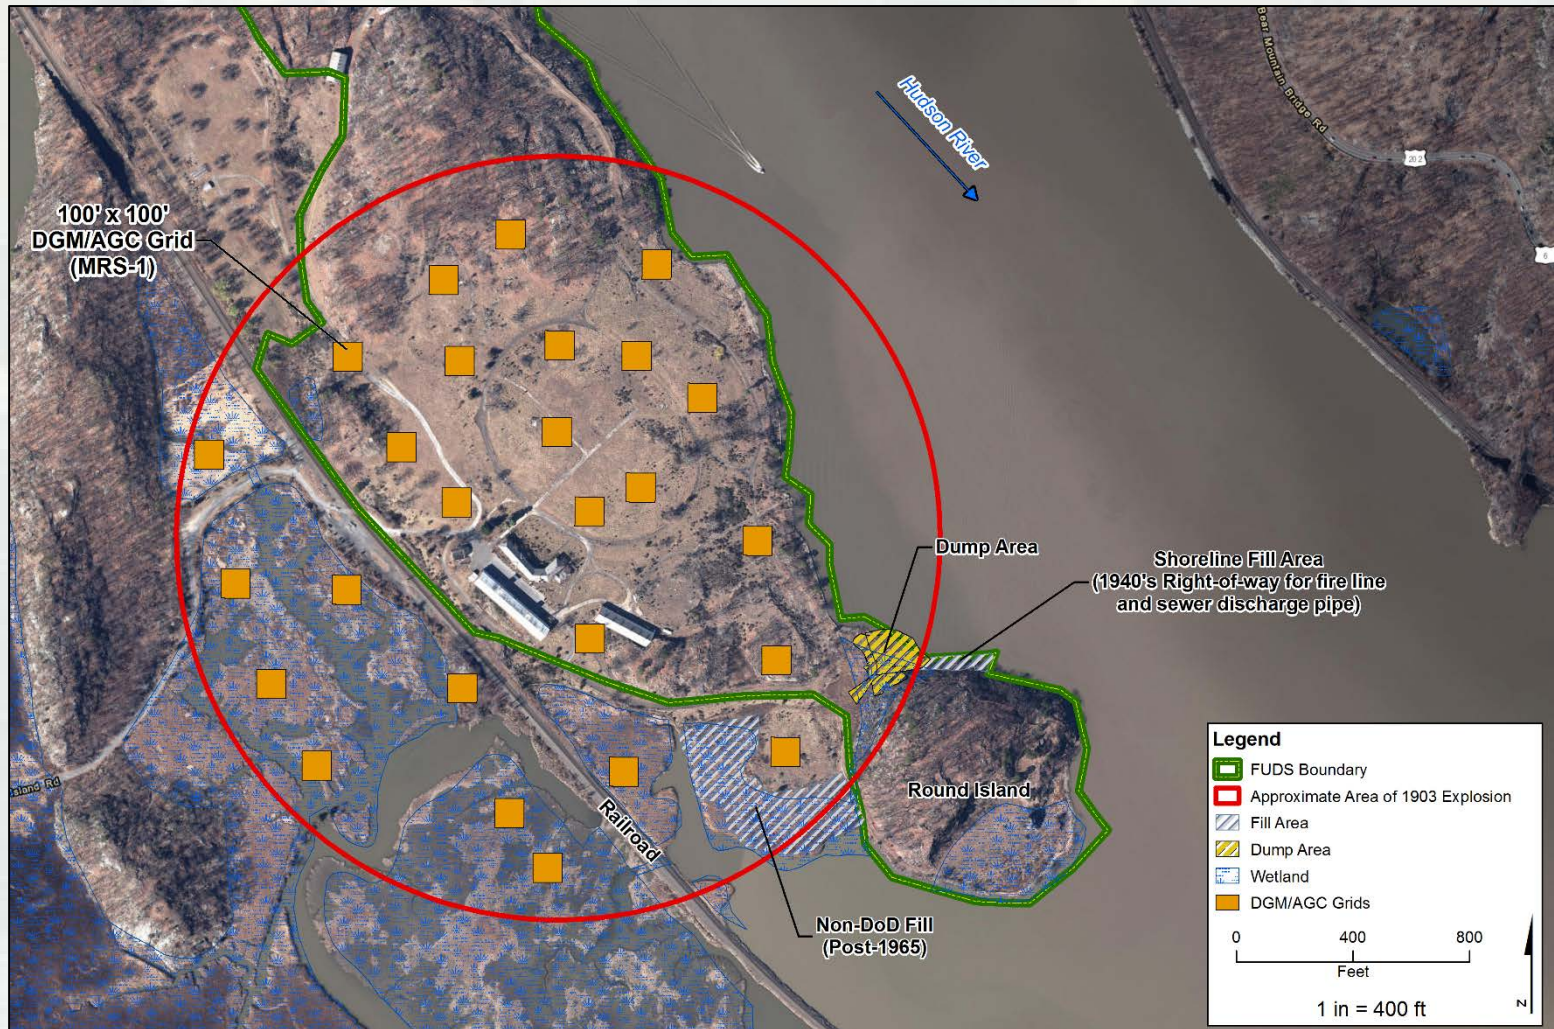 Bear Mountain Bridge Rd
202
6
Hudson River
100' x 100'
DGM/AGC Grid
(MRS-1)
Dump Area
Shoreline Fill Area
(1940's Right-of-way for fire line
and sewer discharge pipe)
Island Rd
Railroad
Round Island
Non-DoD Fill
(Post-1965)
Legend
FUDS Boundary
Approximate Area of 1903 Explosion
Fill Area
Dump Area
Wetland
DGM/AGC Grids
0 400 800
Feet
1 in = 400 ft
N